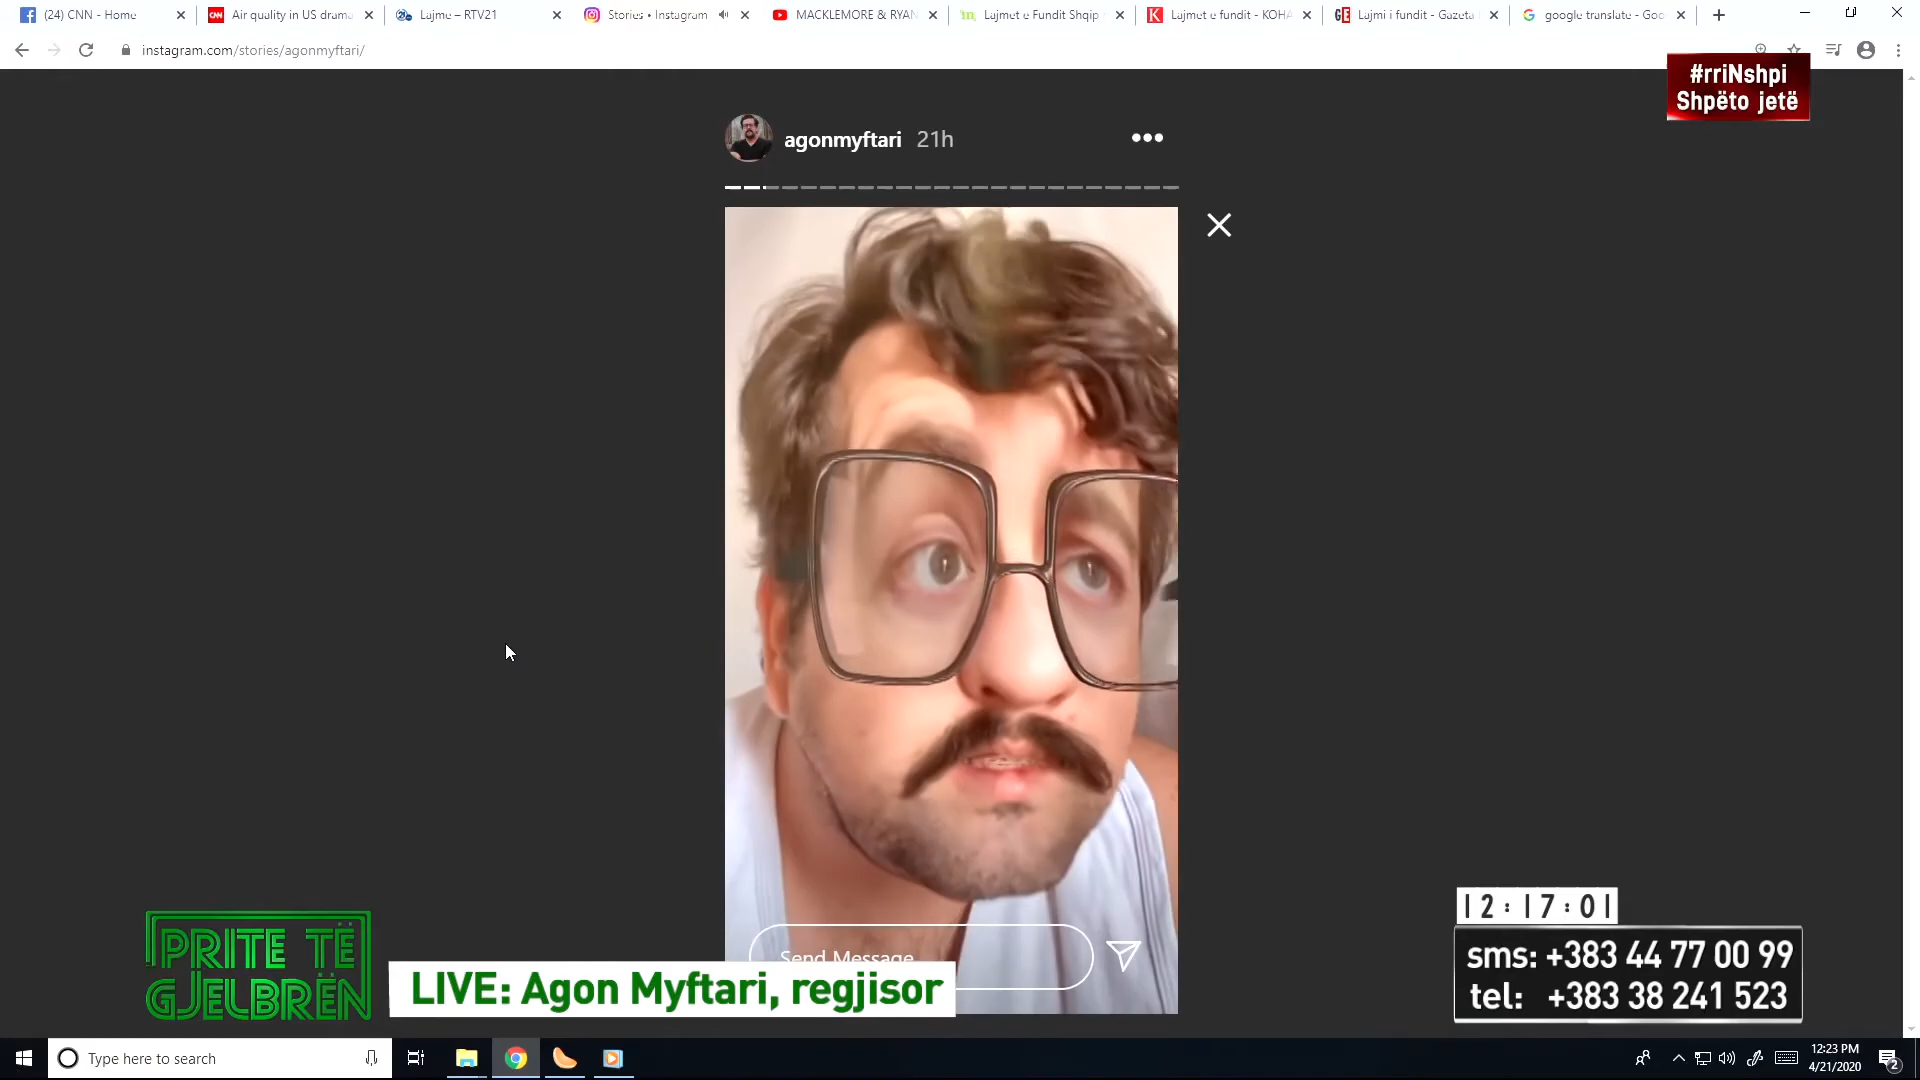 (24) CNN - Home
Air quality in US drama
Lajme – RTV21
Stories • Instagram
MACKLEMORE & RYAN
Lajmet e Fundit Shqip
Lajmet e fundit - KOHA
Lajmi i fundit - Gazeta
google translate - Goo
instagram.com/stories/agonmyftari/
#rriNshpi
Shpëto jetë
agonmyftari 21h
Send Message
PRITE TË
GJELBRËN
LIVE: Agon Myftari, regjisor
12:17:01
sms: +383 44 77 00 99
tel: +383 38 241 523
Type here to search
12:23 PM
4/21/2020
2